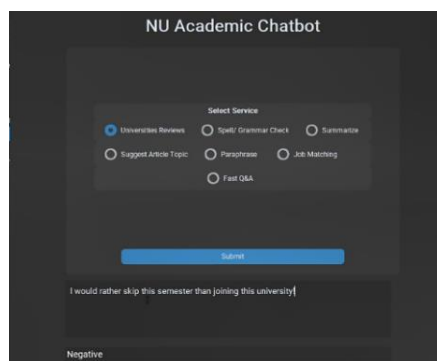 NU Academic Chatbot
Select Service
Universities Reviews
Spell/ Grammar Check
Summarize
Suggest Article Topic
Paraphrase
Job Matching
Fast Q&A
Submit
I would rather skip this semester than joining this university!
Negative